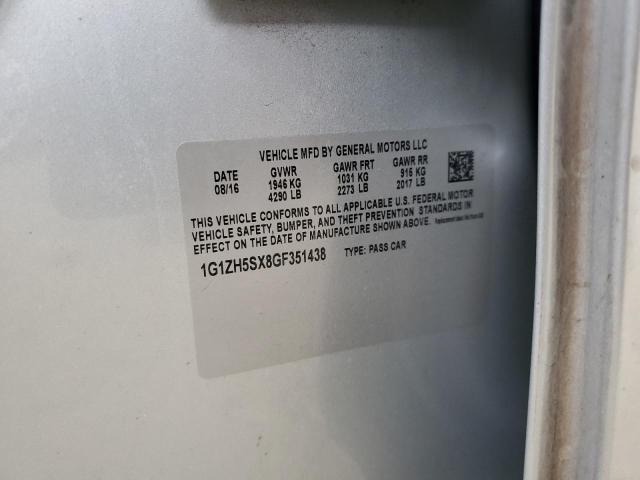 VEHICLE MFD BY GENERAL MOTORS LLC
DATE GVWR GAWR FRT GAWR RR
08/16 1946 KG 1031 KG 916 KG
4290 LB 2273 LB 2017 LB
THIS VEHICLE CONFORMS TO ALL APPLICABLE U.S. FEDERAL MOTOR
VEHICLE SAFETY, BUMPER, AND THEFT PREVENTION STANDARDS IN
EFFECT ON THE DATE OF MANUFACTURE SHOWN ABOVE.
1G1ZH5SX8GF351438 TYPE: PASS CAR